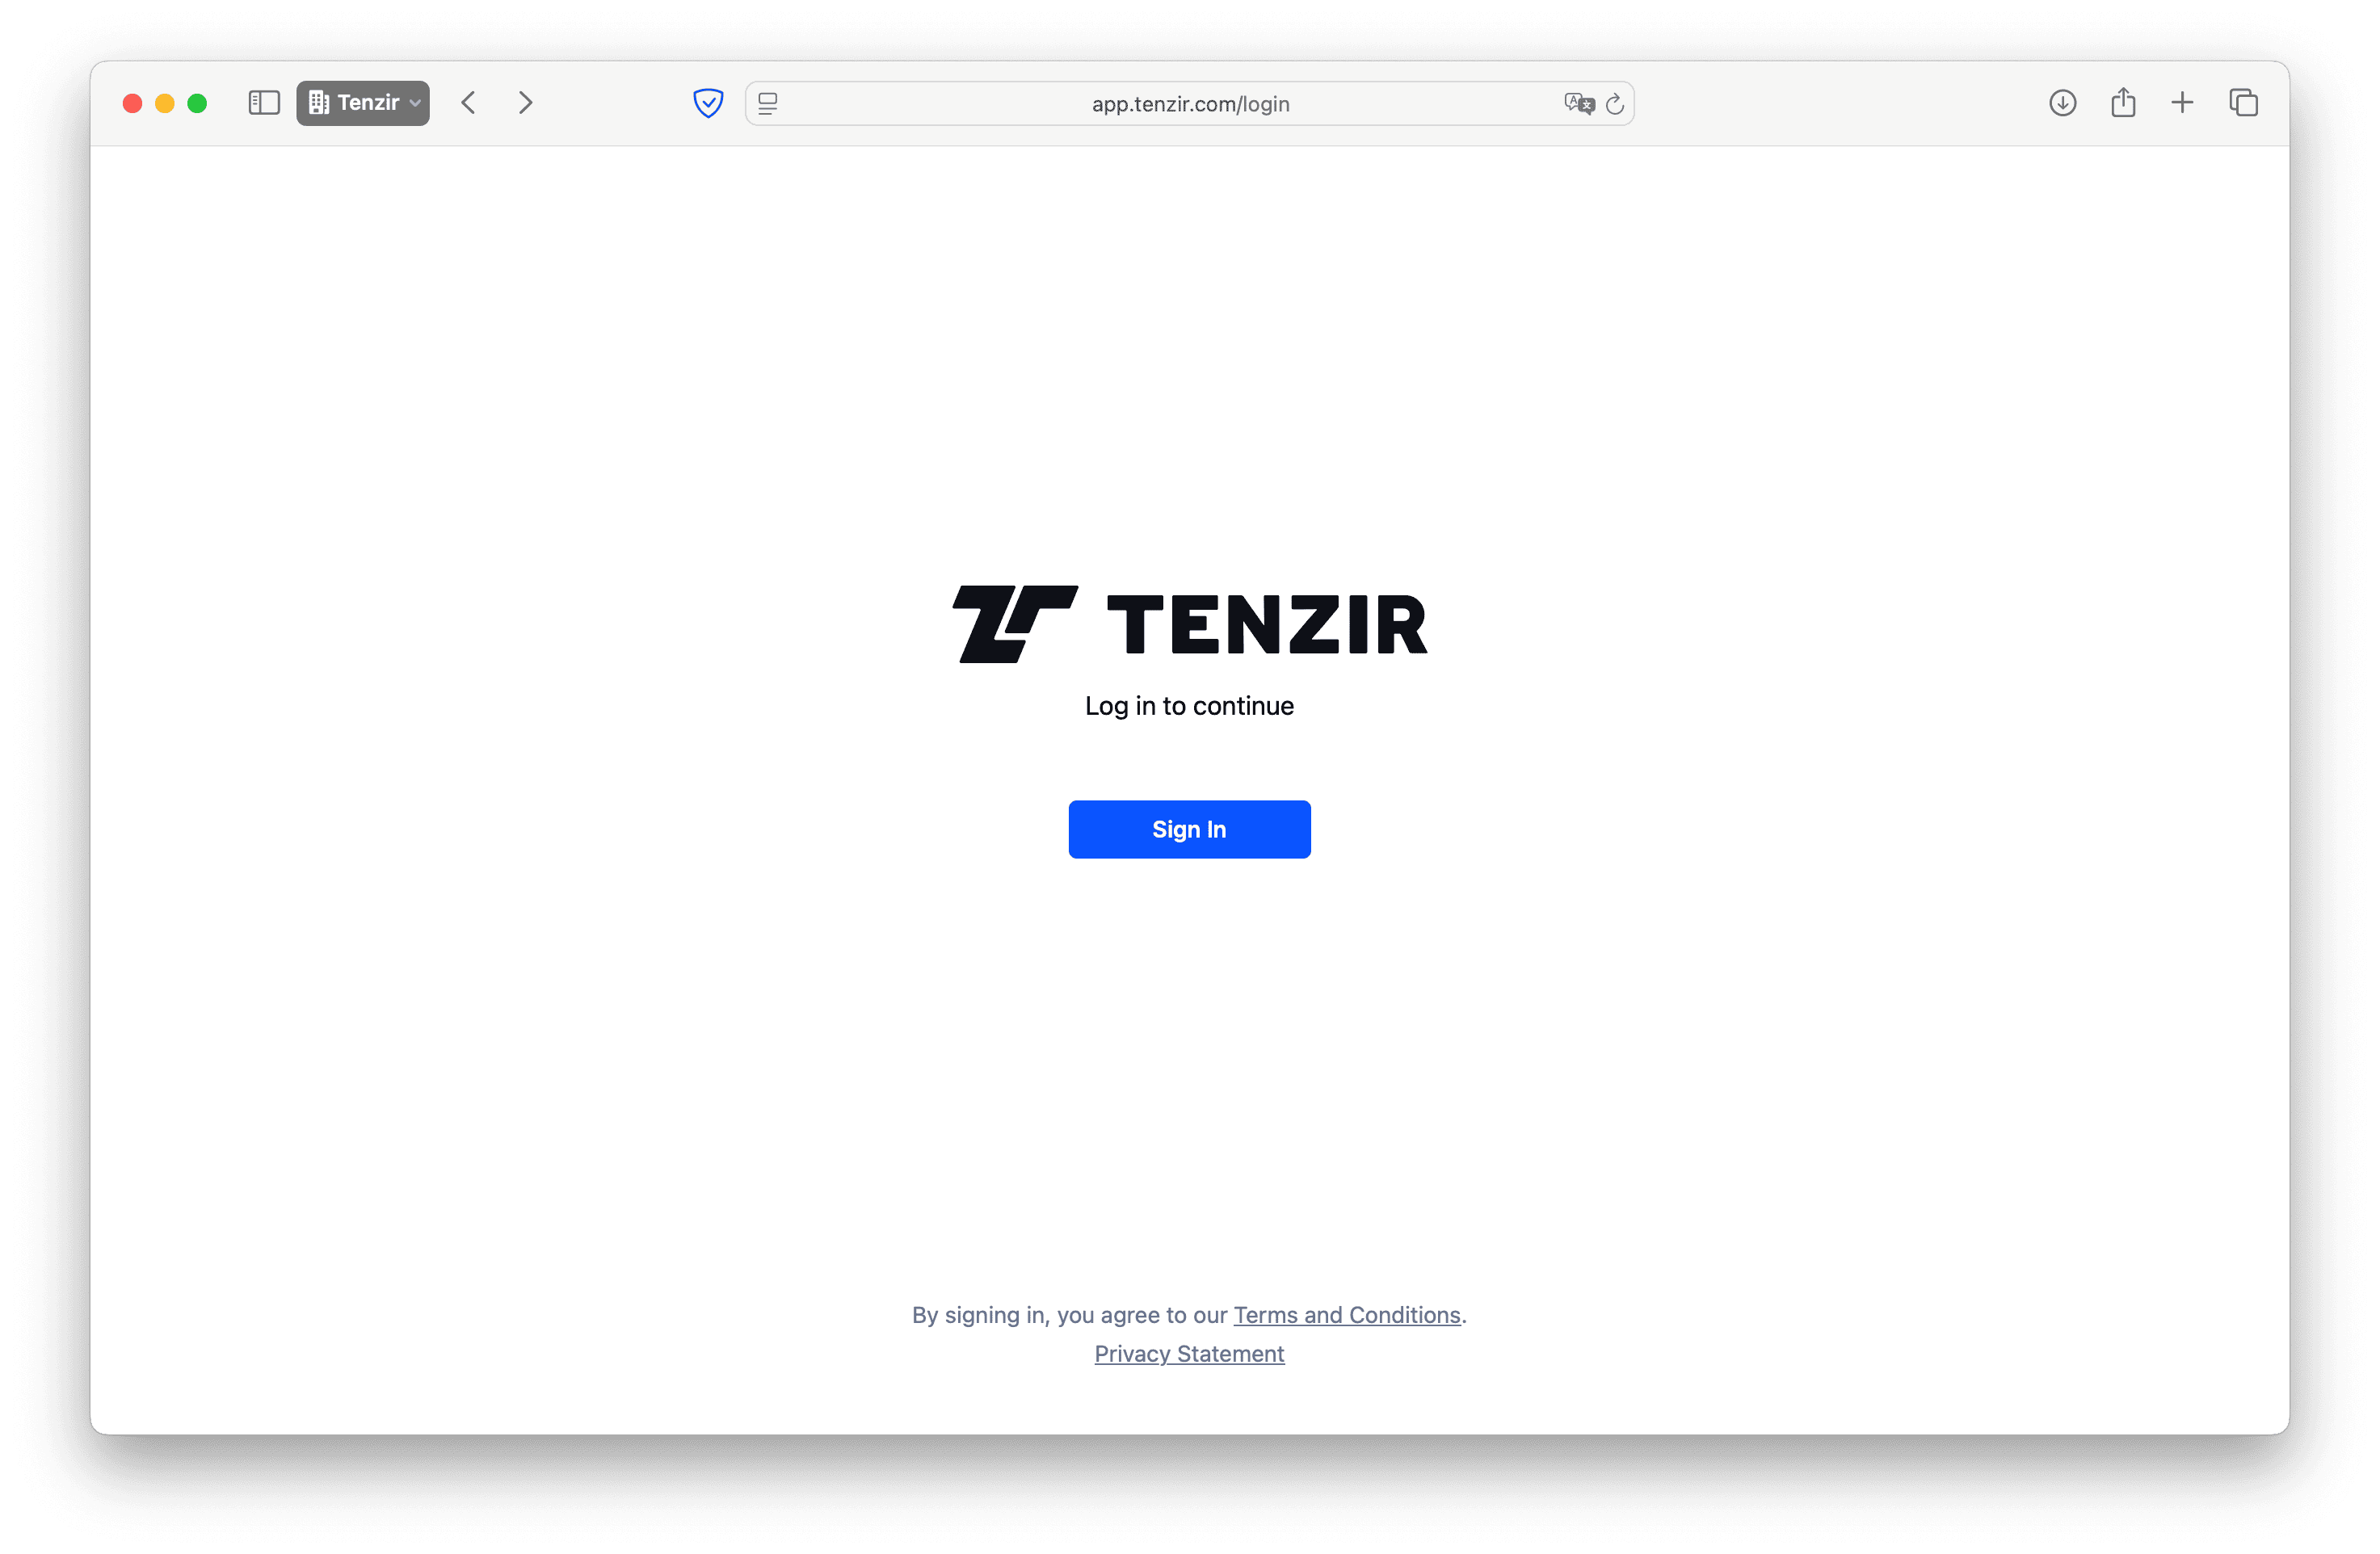 Tenzir
app.tenzir.com/login
TENZIR
Log in to continue
Sign In
By signing in, you agree to our Terms and Conditions.
Privacy Statement